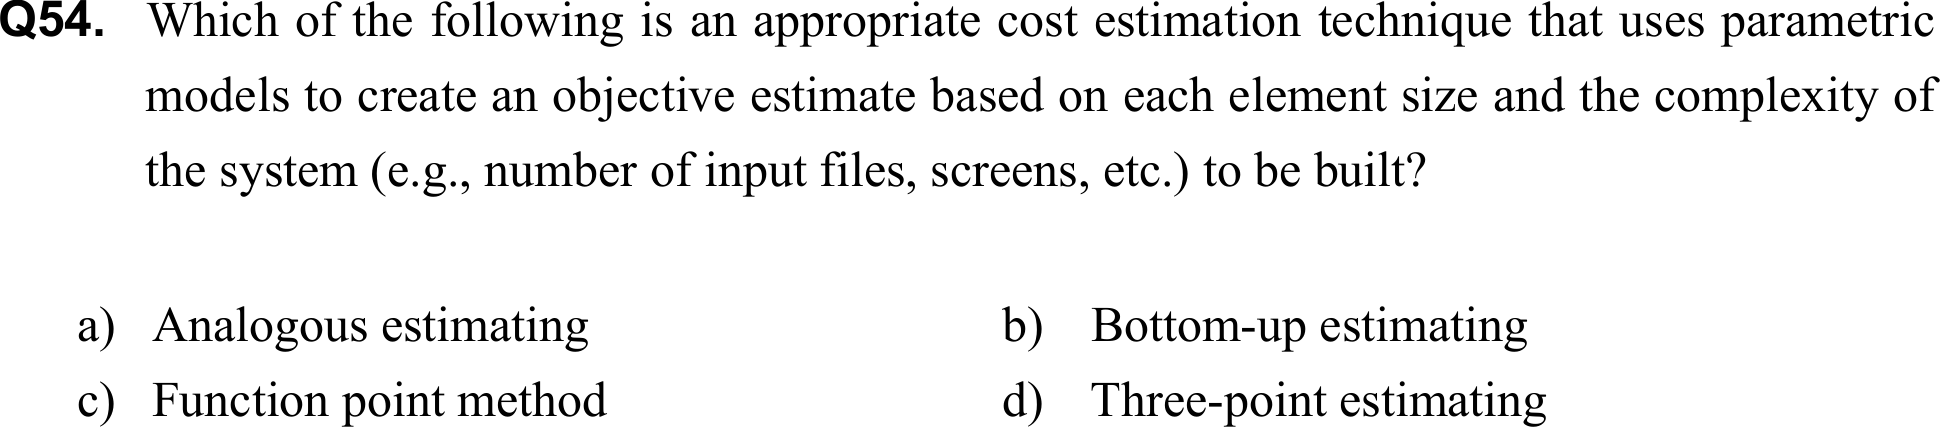 Q54. Which of the following is an appropriate cost estimation technique that uses parametric
models to create an objective estimate based on each element size and the complexity of
the system (e.g., number of input files, screens, etc.) to be built?
a) Analogous estimating b) Bottom-up estimating
c) Function point method d) Three-point estimating